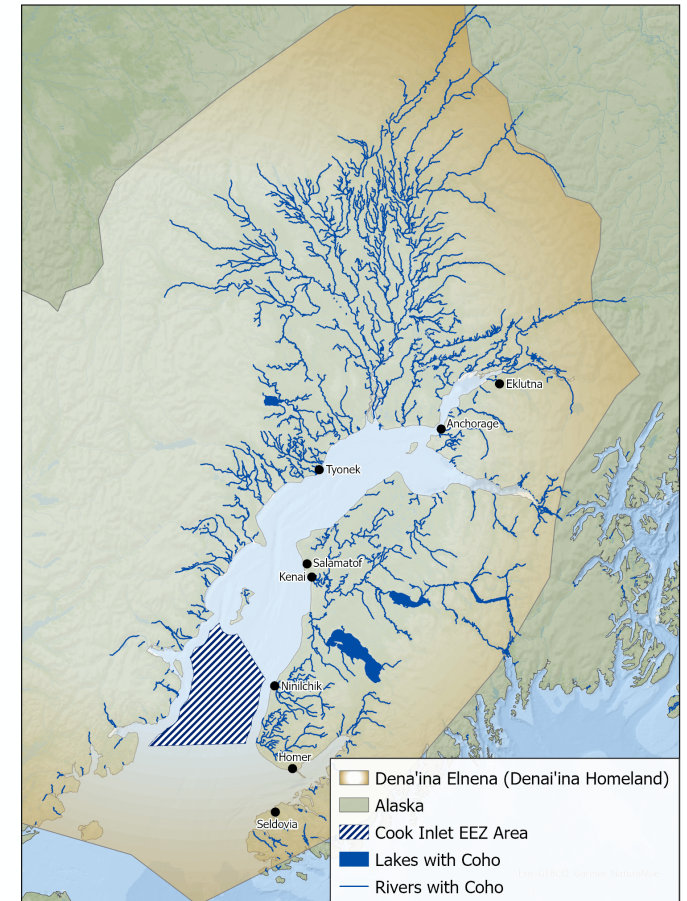 Eklutna
Anchorage
Tyonek
Salamatof
Kenai
Ninilchik
Homer
Seldovia
Dena'ina Elnena (Denai'ina Homeland)
Alaska
Cook Inlet EEZ Area
Lakes with Coho
Rivers with Coho